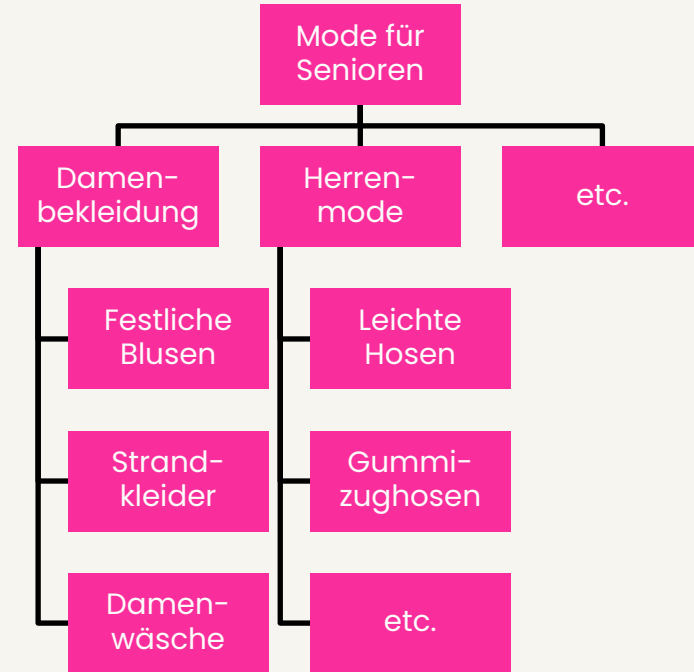 Mode für
Senioren
Damen-
bekleidung
Herren-
mode
etc.
Festliche
Blusen
Leichte
Hosen
Strand-
kleider
Gummi-
zughosen
Damen-
wäsche
etc.